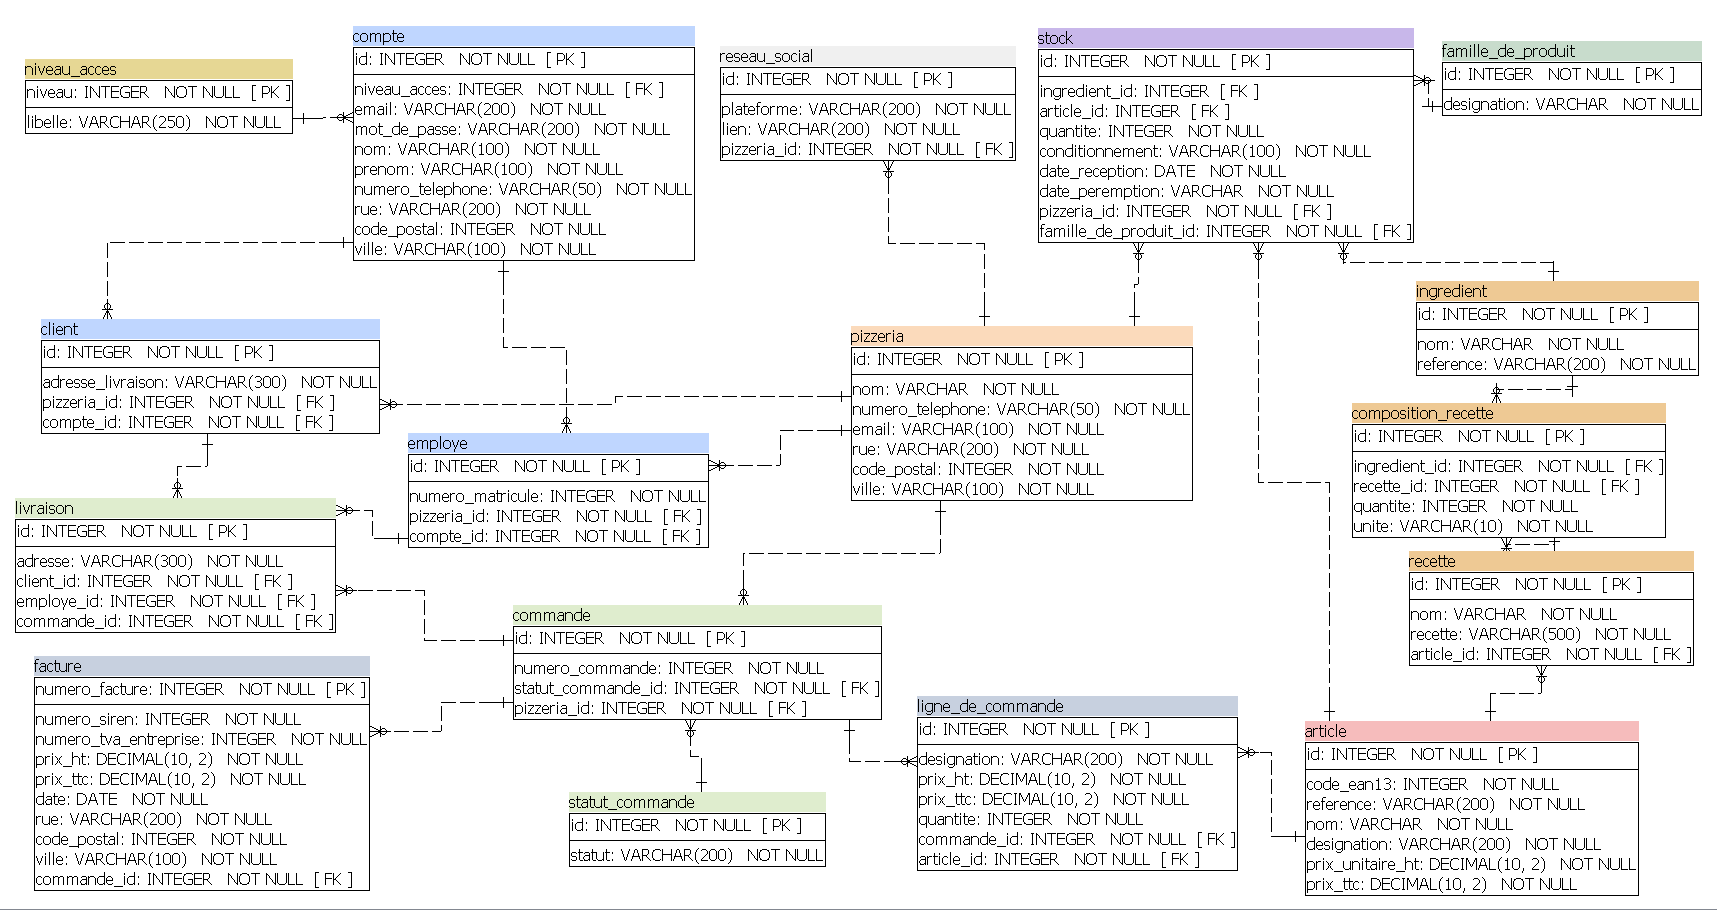 niveau_acces
niveau: INTEGER NOT NULL [ PK ]
libelle: VARCHAR(250) NOT NULL
compte
id: INTEGER NOT NULL [ PK ]
niveau_acces: INTEGER NOT NULL [ FK ]
email: VARCHAR(200) NOT NULL
mot_de_passe: VARCHAR(200) NOT NULL
nom: VARCHAR(100) NOT NULL
prenom: VARCHAR(100) NOT NULL
numero_telephone: VARCHAR(50) NOT NULL
rue: VARCHAR(200) NOT NULL
code_postal: INTEGER NOT NULL
ville: VARCHAR(100) NOT NULL
reseau_social
id: INTEGER NOT NULL [ PK ]
plateforme: VARCHAR(200) NOT NULL
lien: VARCHAR(200) NOT NULL
pizzeria_id: INTEGER NOT NULL [ FK ]
stock
id: INTEGER NOT NULL [ PK ]
ingredient_id: INTEGER [ FK ]
article_id: INTEGER [ FK ]
quantite: INTEGER NOT NULL
conditionnement: VARCHAR(100) NOT NULL
date_reception: DATE NOT NULL
date_peremption: VARCHAR NOT NULL
pizzeria_id: INTEGER NOT NULL [ FK ]
famille_de_produit_id: INTEGER NOT NULL [ FK ]
famille_de_produit
id: INTEGER NOT NULL [ PK ]
designation: VARCHAR NOT NULL
client
id: INTEGER NOT NULL [ PK ]
adresse_livraison: VARCHAR(300) NOT NULL
pizzeria_id: INTEGER NOT NULL [ FK ]
compte_id: INTEGER NOT NULL [ FK ]
employe
id: INTEGER NOT NULL [ PK ]
numero_matricule: INTEGER NOT NULL
pizzeria_id: INTEGER NOT NULL [ FK ]
compte_id: INTEGER NOT NULL [ FK ]
pizzeria
id: INTEGER NOT NULL [ PK ]
nom: VARCHAR NOT NULL
numero_telephone: VARCHAR(50) NOT NULL
email: VARCHAR(100) NOT NULL
rue: VARCHAR(200) NOT NULL
code_postal: INTEGER NOT NULL
ville: VARCHAR(100) NOT NULL
ingredient
id: INTEGER NOT NULL [ PK ]
nom: VARCHAR NOT NULL
reference: VARCHAR(200) NOT NULL
composition_recette
id: INTEGER NOT NULL [ PK ]
ingredient_id: INTEGER NOT NULL [ FK ]
recette_id: INTEGER NOT NULL [ FK ]
quantite: INTEGER NOT NULL
unite: VARCHAR(10) NOT NULL
livraison
id: INTEGER NOT NULL [ PK ]
adresse: VARCHAR(300) NOT NULL
client_id: INTEGER NOT NULL [ FK ]
employe_id: INTEGER NOT NULL [ FK ]
commande_id: INTEGER NOT NULL [ FK ]
recette
id: INTEGER NOT NULL [ PK ]
nom: VARCHAR NOT NULL
recette: VARCHAR(500) NOT NULL
article_id: INTEGER NOT NULL [ FK ]
commande
id: INTEGER NOT NULL [ PK ]
numero_commande: INTEGER NOT NULL
statut_commande_id: INTEGER NOT NULL [ FK ]
pizzeria_id: INTEGER NOT NULL [ FK ]
facture
numero_facture: INTEGER NOT NULL [ PK ]
numero_siren: INTEGER NOT NULL
numero_tva_entreprise: INTEGER NOT NULL
prix_ht: DECIMAL(10, 2) NOT NULL
prix_ttc: DECIMAL(10, 2) NOT NULL
date: DATE NOT NULL
rue: VARCHAR(200) NOT NULL
code_postal: INTEGER NOT NULL
ville: VARCHAR(100) NOT NULL
commande_id: INTEGER NOT NULL [ FK ]
statut_commande
id: INTEGER NOT NULL [ PK ]
statut: VARCHAR(200) NOT NULL
ligne_de_commande
id: INTEGER NOT NULL [ PK ]
designation: VARCHAR(200) NOT NULL
prix_ht: DECIMAL(10, 2) NOT NULL
prix_ttc: DECIMAL(10, 2) NOT NULL
quantite: INTEGER NOT NULL
commande_id: INTEGER NOT NULL [ FK ]
article_id: INTEGER NOT NULL [ FK ]
article
id: INTEGER NOT NULL [ PK ]
code_ean13: INTEGER NOT NULL
reference: VARCHAR(200) NOT NULL
nom: VARCHAR NOT NULL
designation: VARCHAR(200) NOT NULL
prix_unitaire_ht: DECIMAL(10, 2) NOT NULL
prix_ttc: DECIMAL(10, 2) NOT NULL